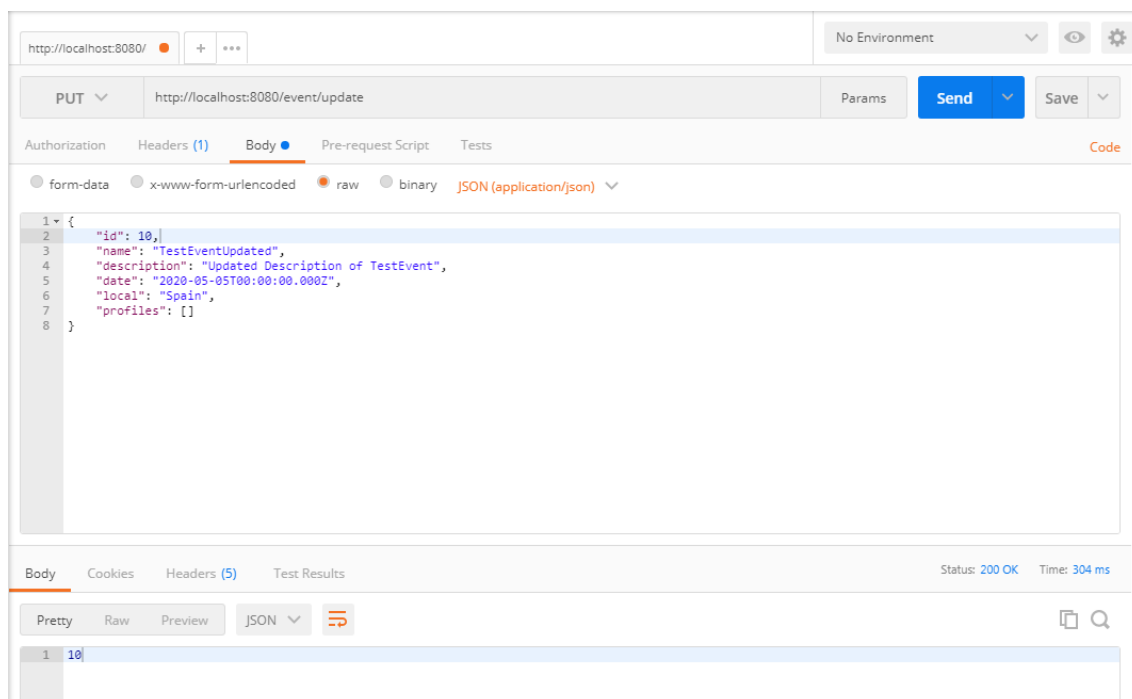 http://localhost:8080/ + ••• No Environment
PUT http://localhost:8080/event/update Params Send Save
Authorization Headers (1) Body Pre-request Script Tests Code
form-data x-www-form-urlencoded raw binary JSON (application/json)
1 {
2 "id": 10,
3 "name": "TestEventUpdated",
4 "description": "Updated Description of TestEvent",
5 "date": "2020-05-05T00:00:00.000Z",
6 "local": "Spain",
7 "profiles": []
8 }
Body Cookies Headers (5) Test Results Status: 200 OK Time: 304 ms
Pretty Raw Preview JSON
1 10